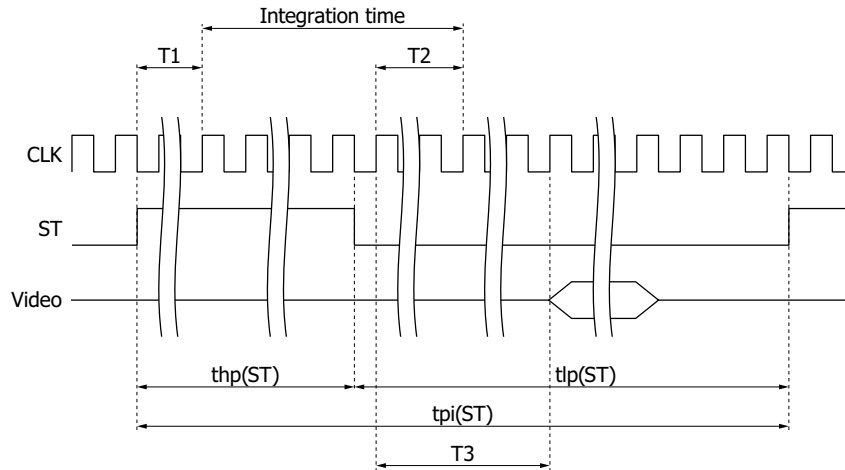 Integration time
T1
T2
CLK
ST
Video
thp(ST)
tlp(ST)
tpi(ST)
T3